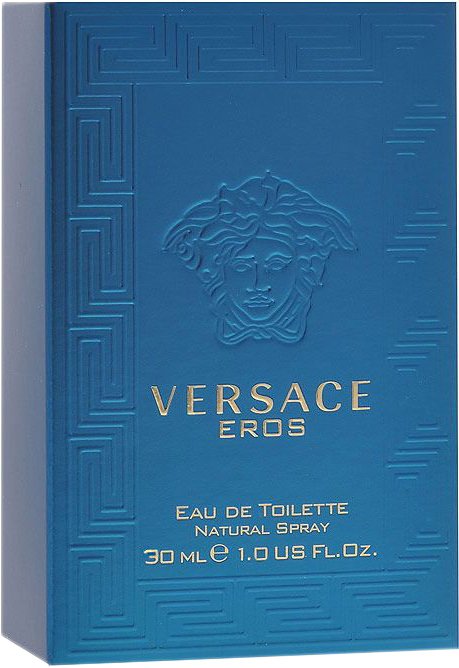 VERSACE
EROS
EAU DE TOILETTE
NATURAL SPRAY
30 ML ℮ 1.0 US FL.OZ.